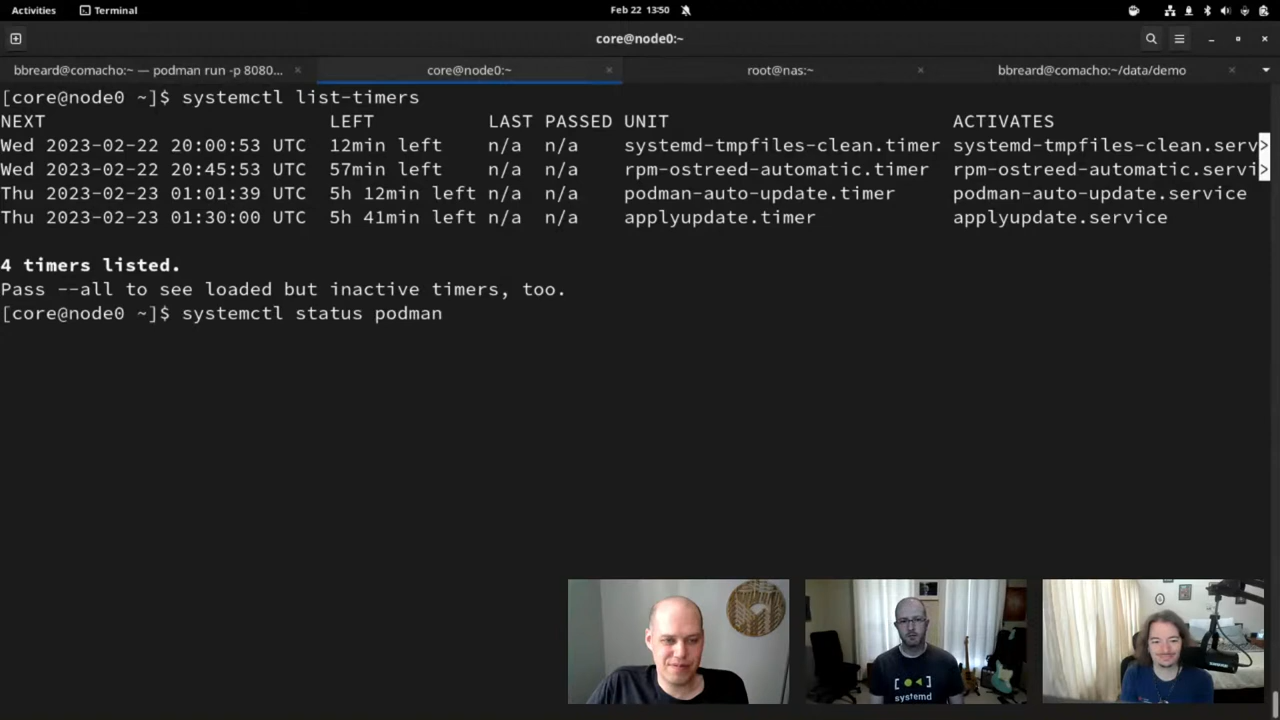 Activities Terminal Feb 22 13:50
core@node0:~
bbreard@comacho:~ — podman run -p 8080... core@node0:~ root@nas:~ bbreard@comacho:~/data/demo
[core@node0 ~]$ systemctl list-timers
NEXT LEFT LAST PASSED UNIT ACTIVATES
Wed 2023-02-22 20:00:53 UTC 12min left n/a n/a systemd-tmpfiles-clean.timer systemd-tmpfiles-clean.serv>
Wed 2023-02-22 20:45:53 UTC 57min left n/a n/a rpm-ostreed-automatic.timer rpm-ostreed-automatic.servi>
Thu 2023-02-23 01:01:39 UTC 5h 12min left n/a n/a podman-auto-update.timer podman-auto-update.service
Thu 2023-02-23 01:30:00 UTC 5h 41min left n/a n/a applyupdate.timer applyupdate.service
4 timers listed.
Pass --all to see loaded but inactive timers, too.
[core@node0 ~]$ systemctl status podman
[ ● ◀ ]
systemd
SHURE